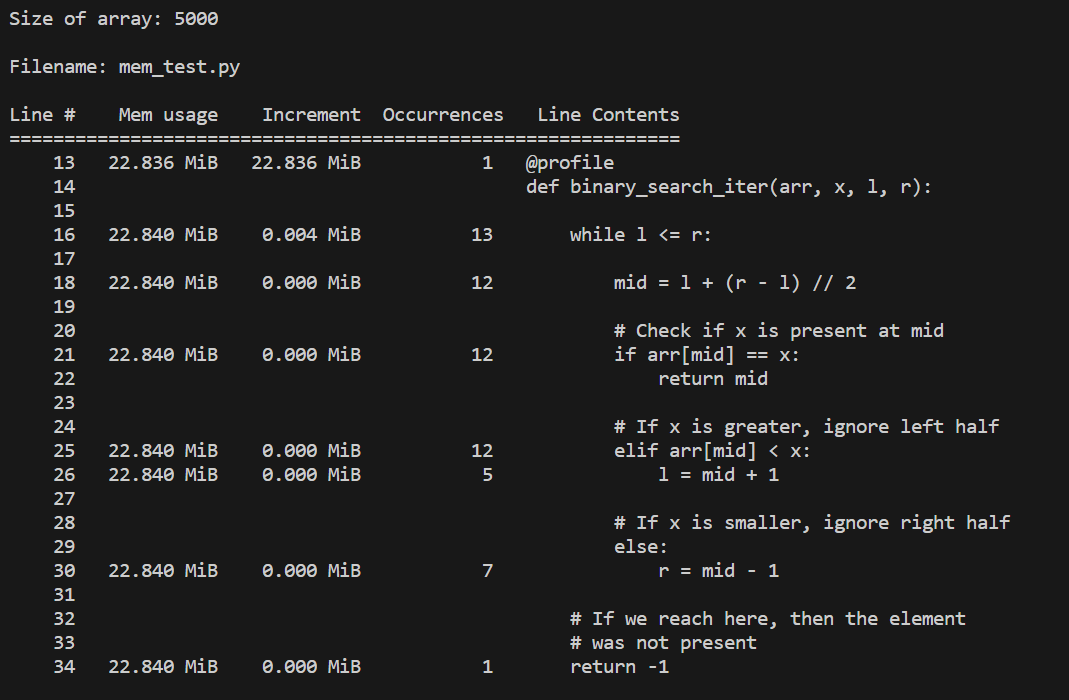 Size of array: 5000
Filename: mem_test.py
Line #    Mem usage    Increment  Occurrences   Line Contents
=============================================================
    13   22.836 MiB   22.836 MiB           1   @profile
    14                                         def binary_search_iter(arr, x, l, r):
    15
    16   22.840 MiB    0.004 MiB          13       while l <= r:
    17
    18   22.840 MiB    0.000 MiB          12           mid = l + (r - l) // 2
    19
    20                                                 # Check if x is present at mid
    21   22.840 MiB    0.000 MiB          12           if arr[mid] == x:
    22                                                     return mid
    23
    24                                                 # If x is greater, ignore left half
    25   22.840 MiB    0.000 MiB          12           elif arr[mid] < x:
    26   22.840 MiB    0.000 MiB           5               l = mid + 1
    27
    28                                                 # If x is smaller, ignore right half
    29                                                 else:
    30   22.840 MiB    0.000 MiB           7               r = mid - 1
    31
    32                                             # If we reach here, then the element
    33                                             # was not present
    34   22.840 MiB    0.000 MiB           1       return -1